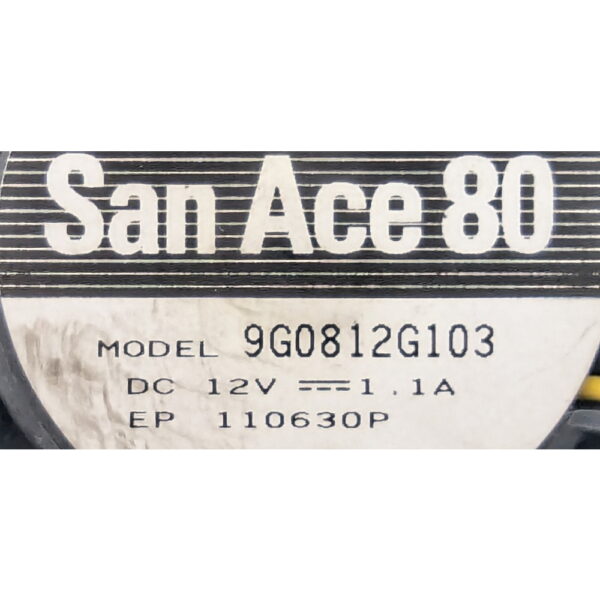 San Ace 80
MODEL 9G0812G103
DC 12V ⎓ 1.1A
EP 110630P